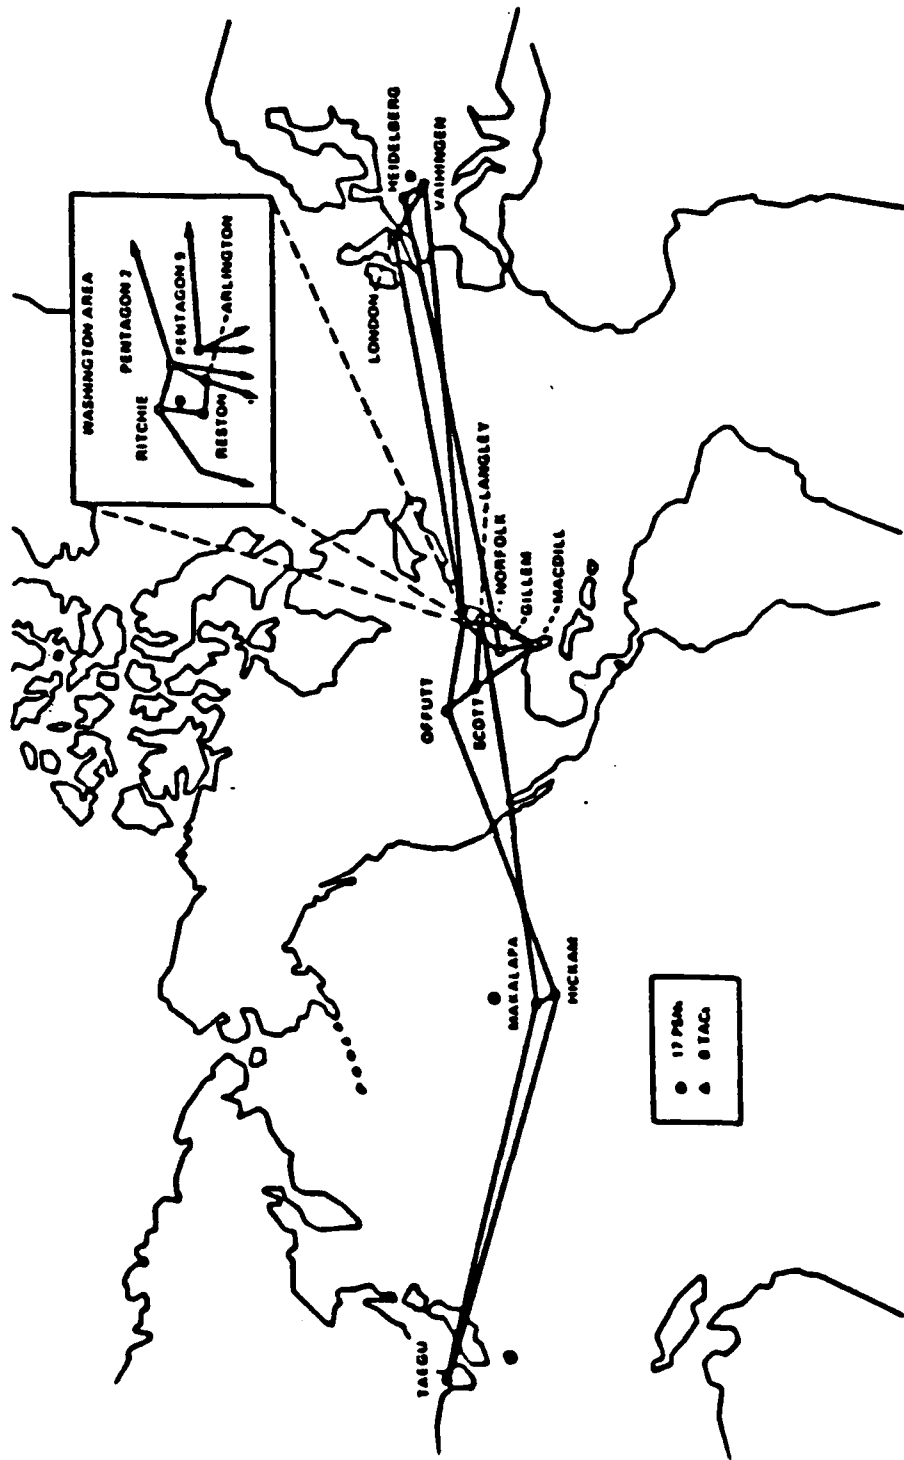 WASHINGTON AREA
PENTAGON 2
RITCHIE
PENTAGON 9
RESTON
ARLINGTON
LONDON
HEIDELBERG
VAIHINGEN
OFFUTT
SCOTT
LANGLEY
NORFOLK
GILLEM
MACDILL
TAEGU
MAKALAPA
HICKAM
17 PSNs
8 TACs